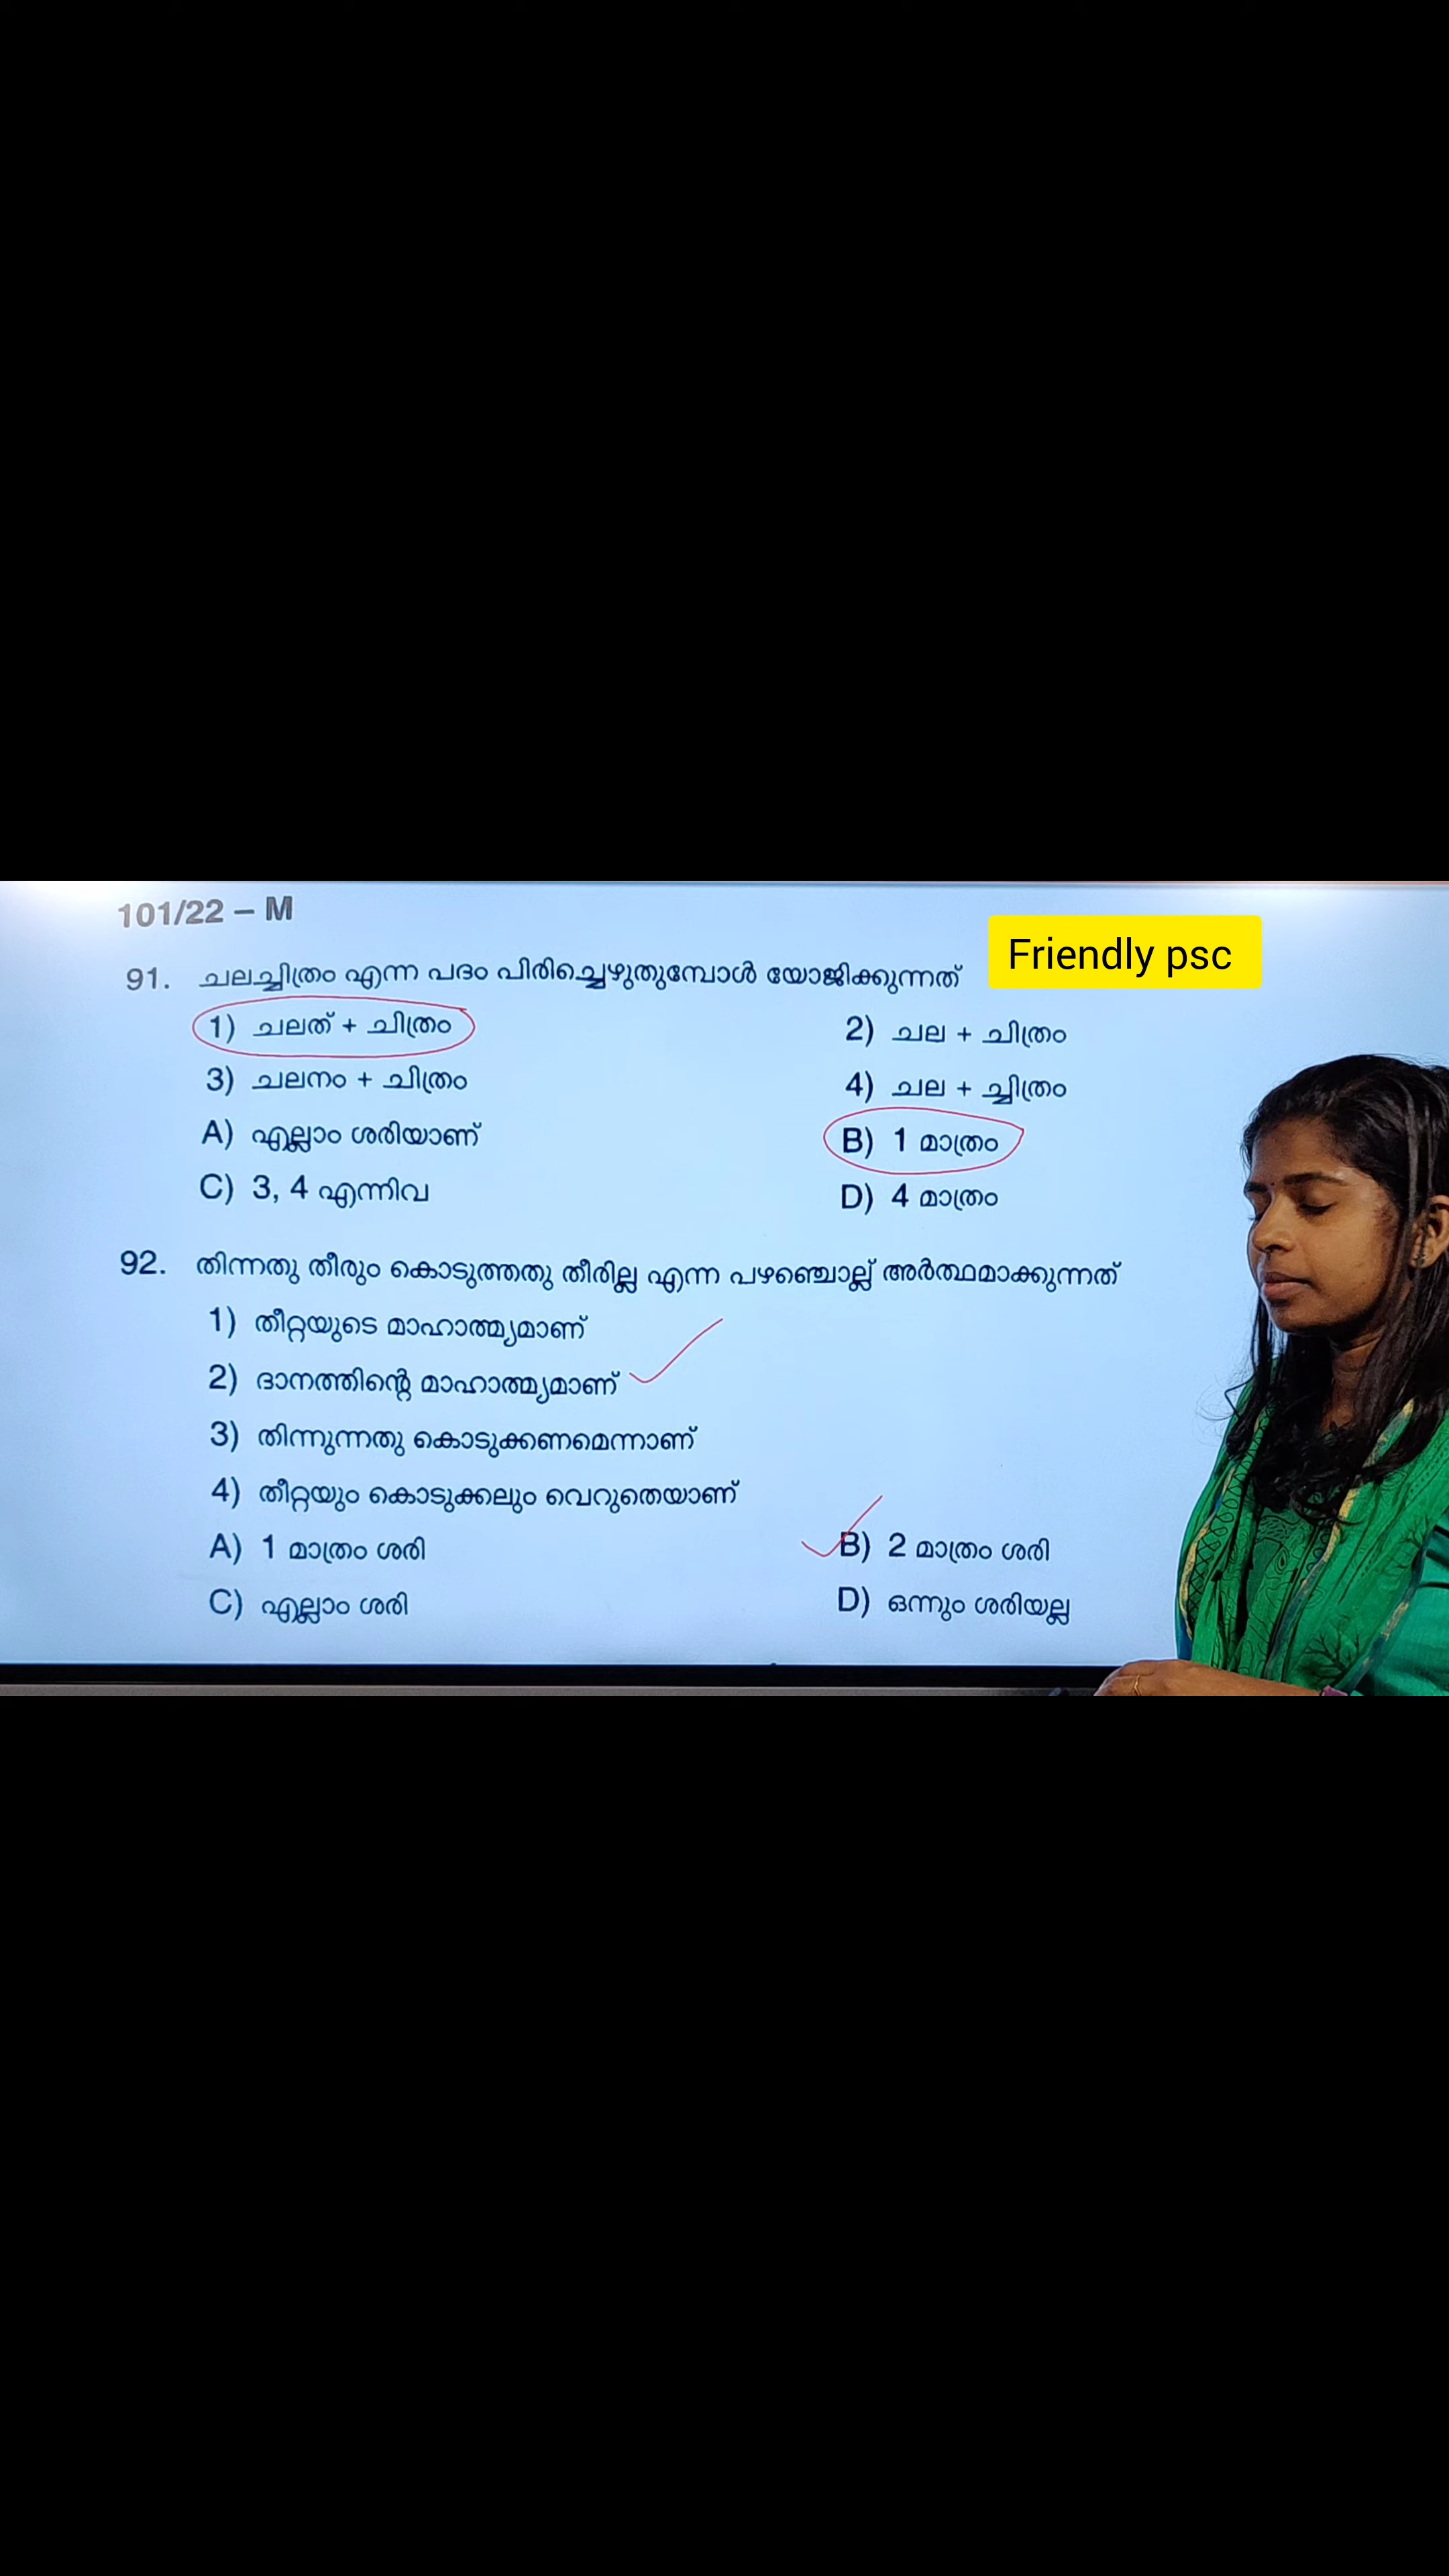 101/22 – M
Friendly psc
91. ചലച്ചിത്രം എന്ന പദം പിരിച്ചെഴുതുമ്പോൾ യോജിക്കുന്നത്
1) ചലത് + ചിത്രം
2) ചല + ചിത്രം
3) ചലനം + ചിത്രം
4) ചല + ച്ചിത്രം
A) എല്ലാം ശരിയാണ്
B) 1 മാത്രം
C) 3, 4 എന്നിവ
D) 4 മാത്രം
92. തിന്നതു തീരും കൊടുത്തതു തീരില്ല എന്ന പഴഞ്ചൊല്ല് അർത്ഥമാക്കുന്നത്
1) തീറ്റയുടെ മാഹാത്മ്യമാണ്
2) ദാനത്തിന്റെ മാഹാത്മ്യമാണ്
3) തിന്നുന്നതു കൊടുക്കണമെന്നാണ്
4) തീറ്റയും കൊടുക്കലും വെറുതെയാണ്
A) 1 മാത്രം ശരി
B) 2 മാത്രം ശരി
C) എല്ലാം ശരി
D) ഒന്നും ശരിയല്ല